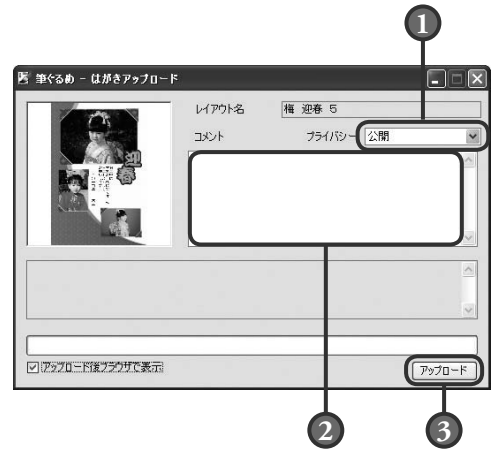 1
筆ぐるめ - はがきアップロード
レイアウト名 梅 迎春 5
コメント プライバシー 公開
迎春
アップロード後ブラウザで表示
アップロード
2
3